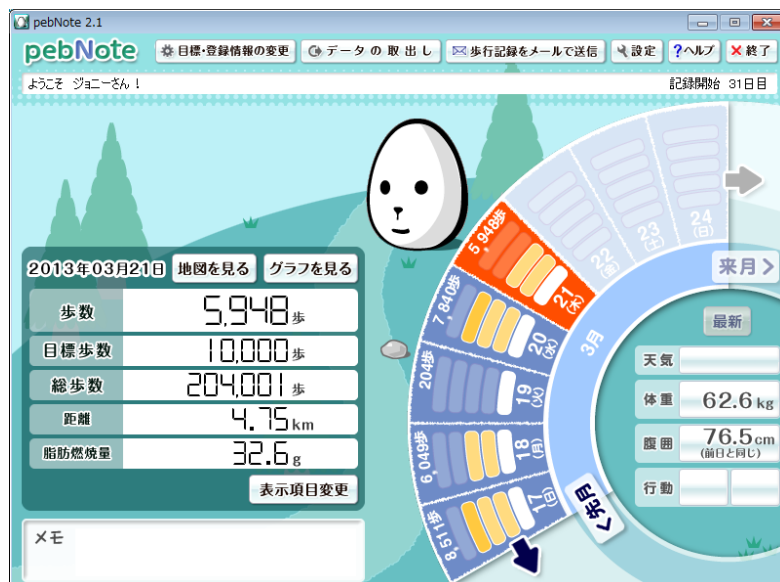 pebNote 2.1
pebNote 目標・登録情報の変更 データの取出し 歩行記録をメールで送信 設定 ?ヘルプ ×終了
ようこそ ジョニーさん！ 記録開始 31日目
2013年03月21日 地図を見る グラフを見る
歩数 5,948歩
目標歩数 10,000歩
総歩数 204,001歩
距離 4.75km
脂肪燃焼量 32.6g
表示項目変更
メモ
24(日)
23(土)
22(金)
5,948歩 21(木)
7,840歩 20(水)
204歩 19(火)
6,049歩 18(月)
8,511歩 17(日)
3月
来月>
<先月
最新
天気
体重 62.6kg
腹囲 76.5cm
(前日と同じ)
行動